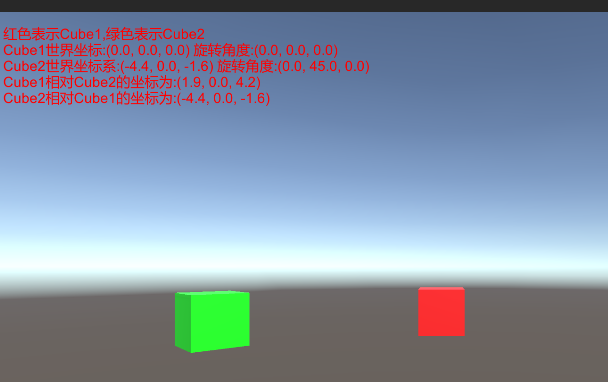 红色表示Cube1,绿色表示Cube2
Cube1世界坐标:(0.0, 0.0, 0.0) 旋转角度:(0.0, 0.0, 0.0)
Cube2世界坐标系:(-4.4, 0.0, -1.6) 旋转角度:(0.0, 45.0, 0.0)
Cube1相对Cube2的坐标为:(1.9, 0.0, 4.2)
Cube2相对Cube1的坐标为:(-4.4, 0.0, -1.6)